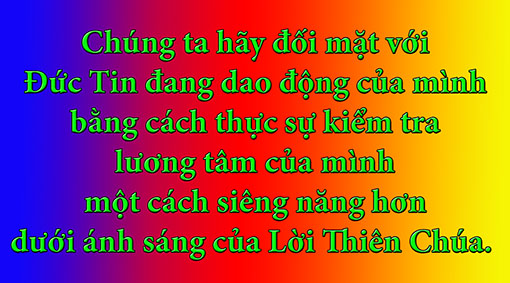 Chúng ta hãy đối mặt với
Đức Tin đang dao động của mình
bằng cách thực sự kiểm tra
lương tâm của mình
một cách siêng năng hơn
dưới ánh sáng của Lời Thiên Chúa.